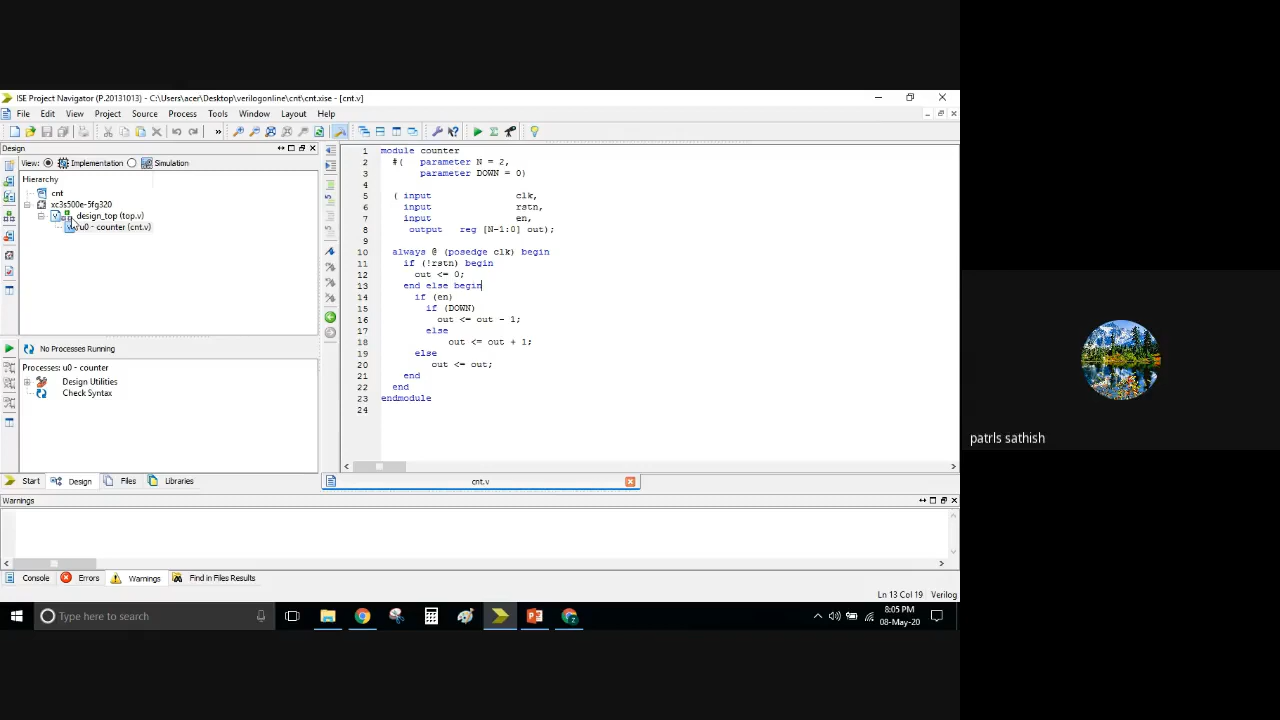 ISE Project Navigator (P.20131013) - C:\Users\acer\Desktop\verilogonline\cnt\cnt.xise - [cnt.v]
File Edit View Project Source Process Tools Window Layout Help
Design
View: Implementation Simulation
Hierarchy
cnt
xc3s500e-5fg320
design_top (top.v)
u0 - counter (cnt.v)
No Processes Running
Processes: u0 - counter
Design Utilities
Check Syntax
Start Design Files Libraries
1 module counter
2 #( parameter N = 2,
3 parameter DOWN = 0)
4
5 ( input clk,
6 input rstn,
7 input en,
8 output reg [N-1:0] out);
9
10 always @ (posedge clk) begin
11 if (!rstn) begin
12 out <= 0;
13 end else begin
14 if (en)
15 if (DOWN)
16 out <= out - 1;
17 else
18 out <= out + 1;
19 else
20 out <= out;
21 end
22 end
23 endmodule
24
cnt.v
Warnings
Console Errors Warnings Find in Files Results
Ln 13 Col 19 Verilog
Type here to search
8:05 PM
08-May-20
patrls sathish